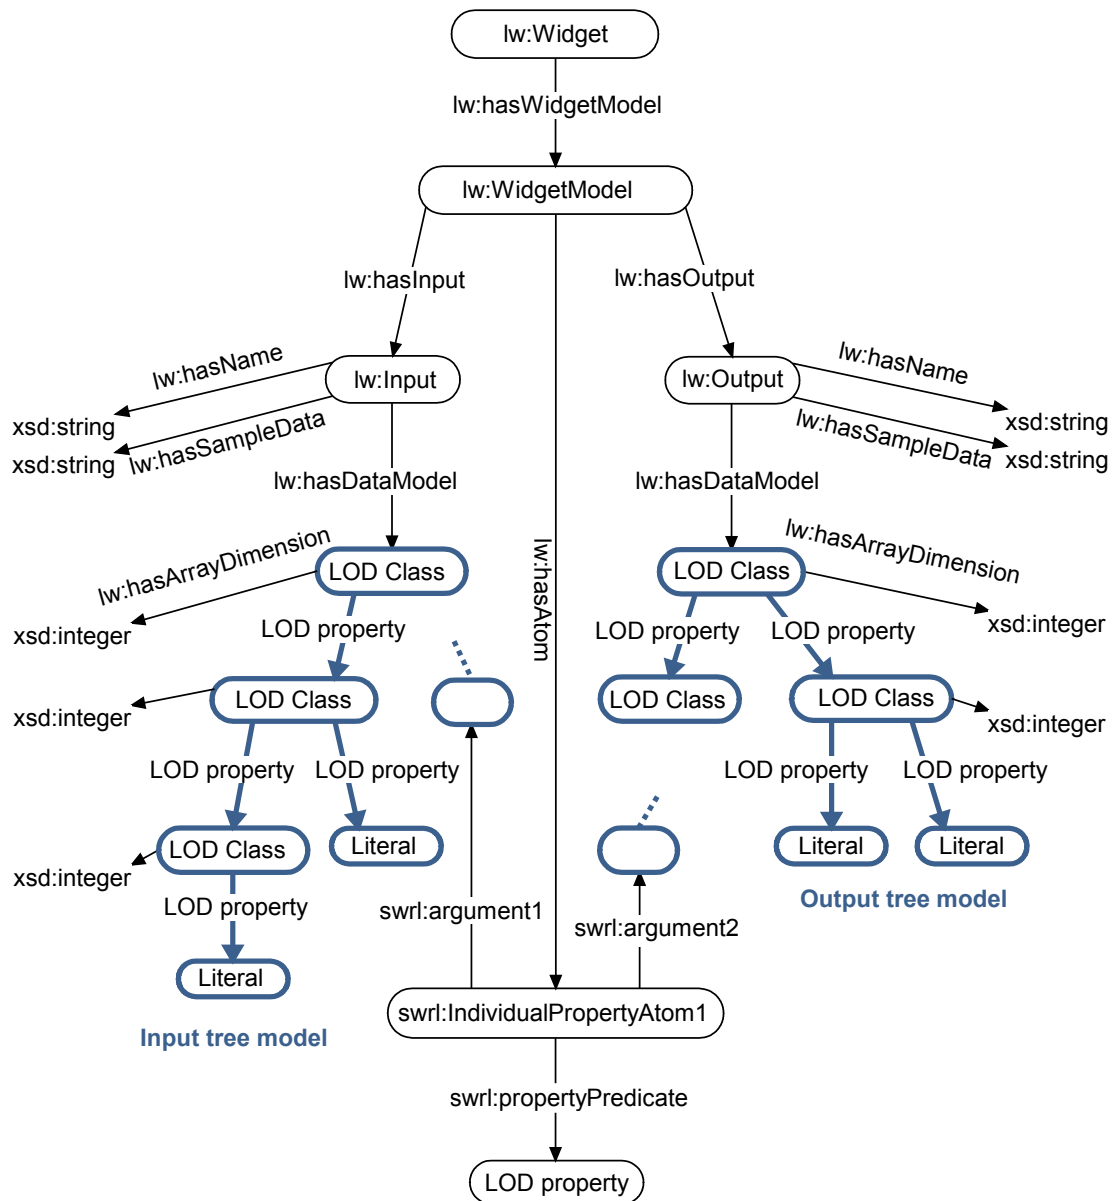 lw:Widget
lw:hasWidgetModel
lw:WidgetModel
lw:hasInput
lw:hasOutput
lw:hasName
lw:Input
lw:Output
lw:hasName
xsd:string
xsd:string
lw:hasSampleData
lw:hasSampleData
xsd:string
xsd:string
lw:hasDataModel
lw:hasDataModel
lw:hasArrayDimension
lw:hasAtom
lw:hasArrayDimension
LOD Class
LOD Class
xsd:integer
LOD property
LOD property
LOD property
xsd:integer
LOD Class
LOD Class
LOD Class
xsd:integer
xsd:integer
LOD property
LOD property
LOD property
LOD property
LOD Class
Literal
Literal
Literal
xsd:integer
LOD property
swrl:argument1
swrl:argument2
Output tree model
Literal
swrl:IndividualPropertyAtom1
Input tree model
swrl:propertyPredicate
LOD property